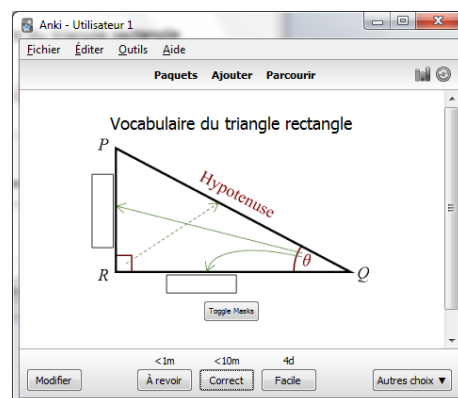 Anki - Utilisateur 1
Fichier Éditer Outils Aide
Paquets Ajouter Parcourir
Vocabulaire du triangle rectangle
P
Hypotenuse
θ
R
Q
Toggle Masks
<1m <10m 4d
Modifier À revoir Correct Facile Autres choix ▼